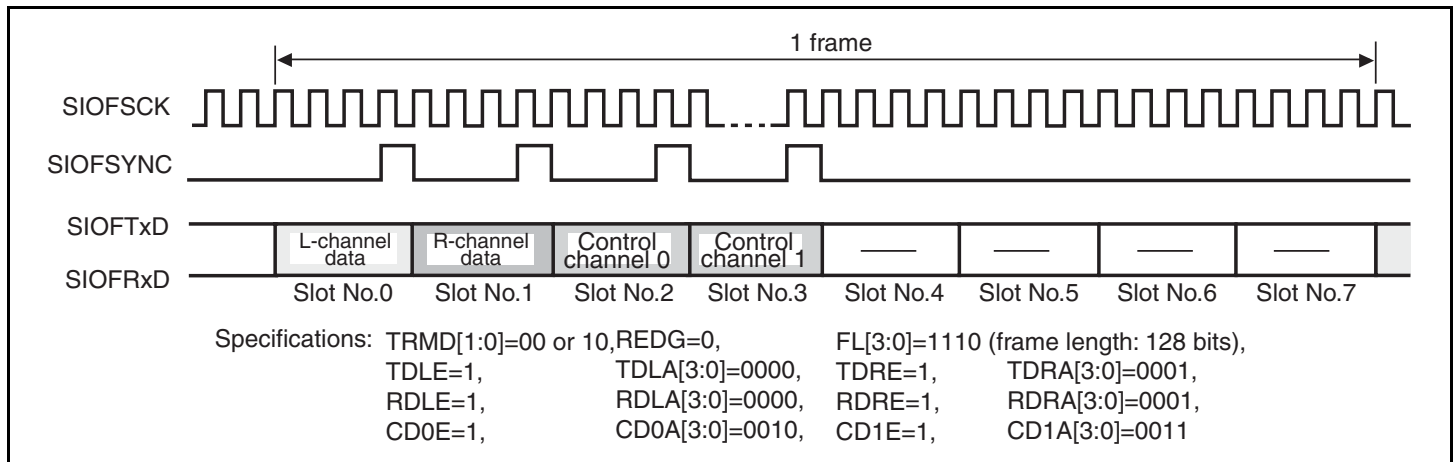 1 frame
SIOFSCK
SIOFSYNC
SIOFTxD
SIOFRxD
L-channel data
R-channel data
Control channel 0
Control channel 1
Slot No.0 Slot No.1 Slot No.2 Slot No.3 Slot No.4 Slot No.5 Slot No.6 Slot No.7
Specifications: TRMD[1:0]=00 or 10, REDG=0, FL[3:0]=1110 (frame length: 128 bits),
TDLE=1, TDLA[3:0]=0000, TDRE=1, TDRA[3:0]=0001,
RDLE=1, RDLA[3:0]=0000, RDRE=1, RDRA[3:0]=0001,
CD0E=1, CD0A[3:0]=0010, CD1E=1, CD1A[3:0]=0011